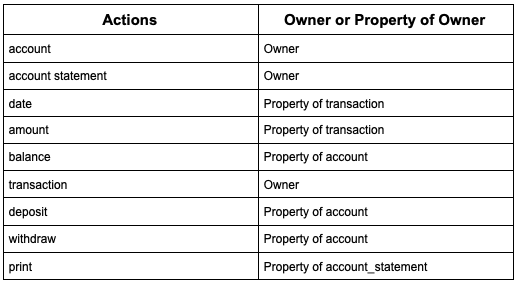 Actions Owner or Property of Owner
account Owner
account statement Owner
date Property of transaction
amount Property of transaction
balance Property of account
transaction Owner
deposit Property of account
withdraw Property of account
print Property of account_statement